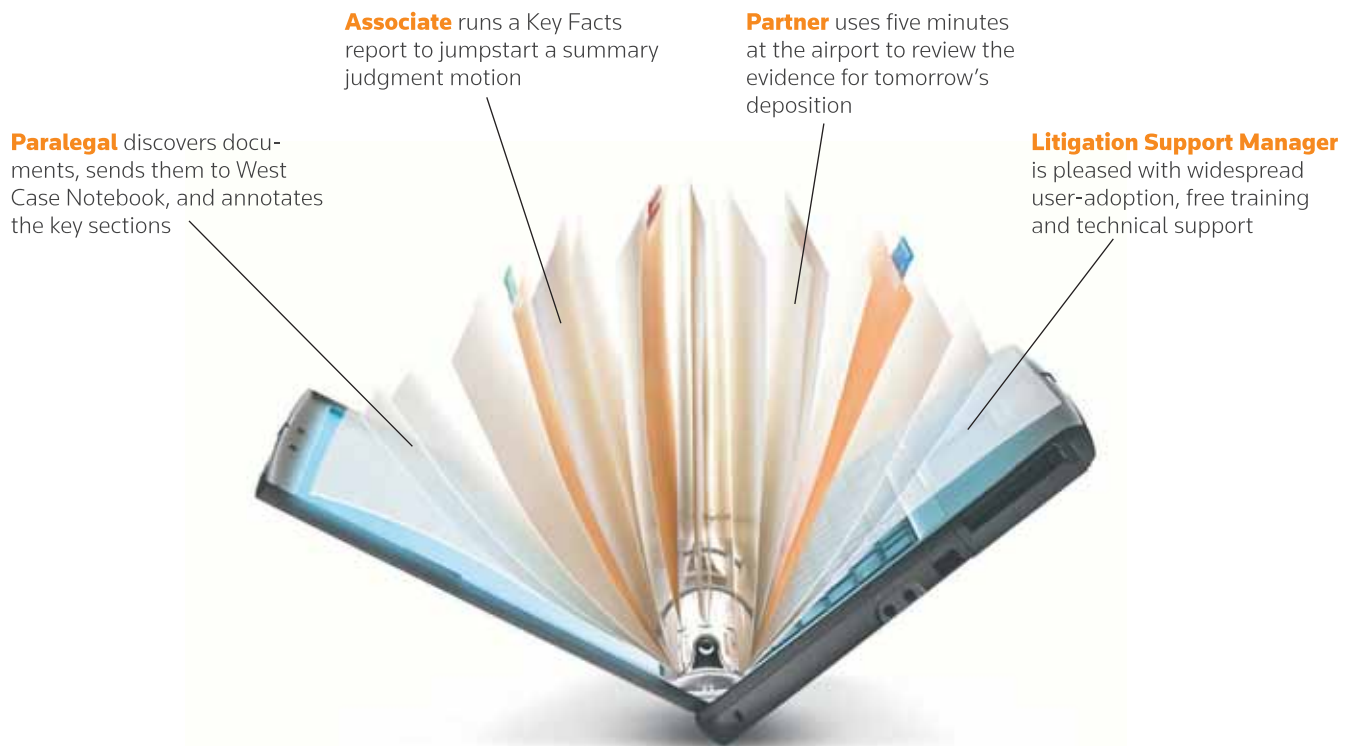 Associate runs a Key Facts
report to jumpstart a summary
judgment motion
Partner uses five minutes
at the airport to review the
evidence for tomorrow's
deposition
Paralegal discovers docu-
ments, sends them to West
Case Notebook, and annotates
the key sections
Litigation Support Manager
is pleased with widespread
user-adoption, free training
and technical support